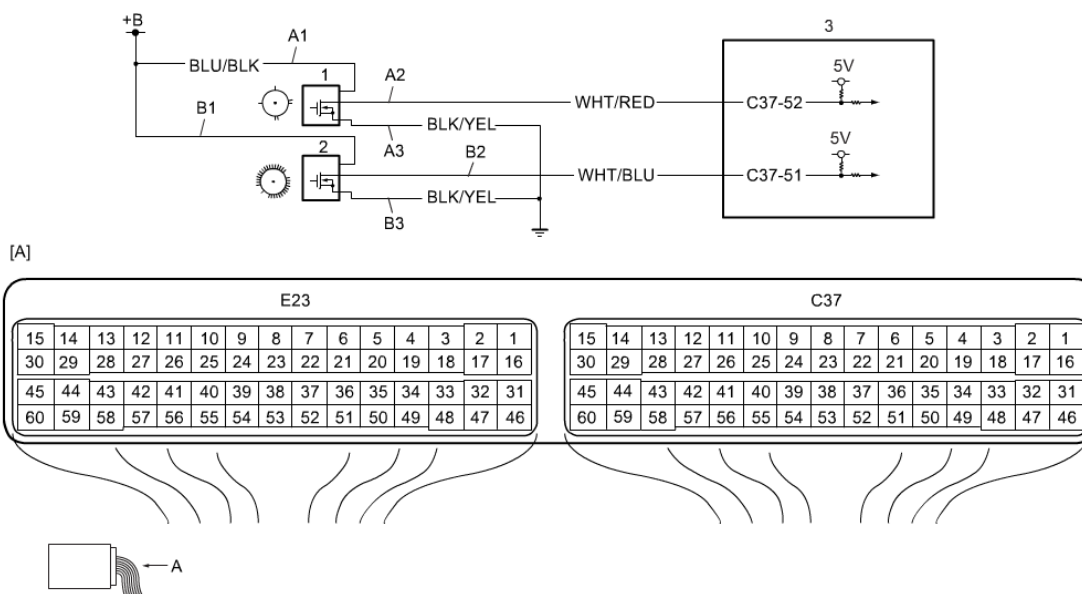 +B
A1
3
BLU/BLK
1
A2
5V
B1
WHT/RED
C37-52
BLK/YEL
A3
B2
5V
2
WHT/BLU
C37-51
BLK/YEL
B3
[A]
E23 C37
15 14 13 12 11 10 9 8 7 6 5 4 3 2 1 15 14 13 12 11 10 9 8 7 6 5 4 3 2 1
30 29 28 27 26 25 24 23 22 21 20 19 18 17 16 30 29 28 27 26 25 24 23 22 21 20 19 18 17 16
45 44 43 42 41 40 39 38 37 36 35 34 33 32 31 45 44 43 42 41 40 39 38 37 36 35 34 33 32 31
60 59 58 57 56 55 54 53 52 51 50 49 48 47 46 60 59 58 57 56 55 54 53 52 51 50 49 48 47 46
A